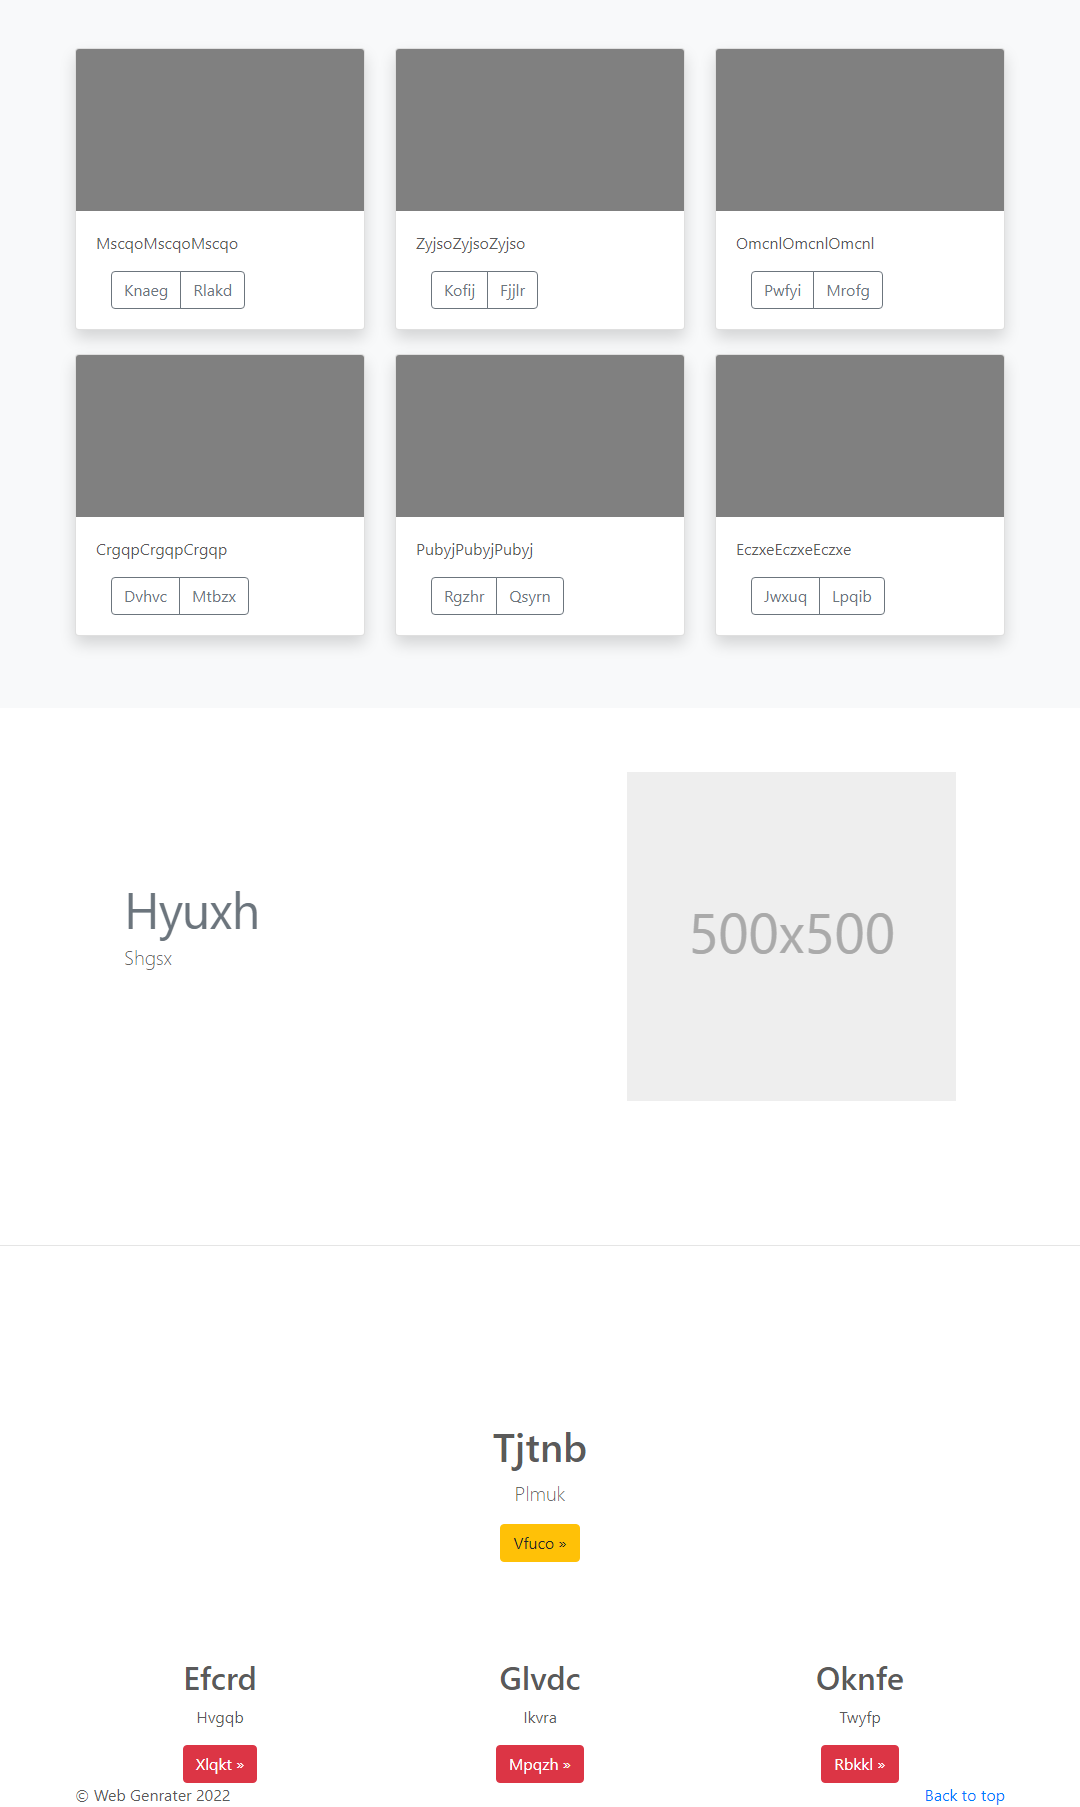 MscqoMscqoMscqo
Knaeg Rlakd
ZyjsoZyjsoZyjso
Kofij Fjjlr
OmcnlOmcnlOmcnl
Pwfyi Mrofg
CrgqpCrgqpCrgqp
Dvhvc Mtbzx
PubyjPubyjPubyj
Rgzhr Qsyrn
EczxeEczxeEczxe
Jwxuq Lpqib
Hyuxh
Shgsx
500x500
Tjtnb
Plmuk
Vfuco »
Efcrd
Hvgqb
Xlqkt »
Glvdc
Ikvra
Mpqzh »
Oknfe
Twyfp
Rbkkl »
© Web Genrater 2022
Back to top